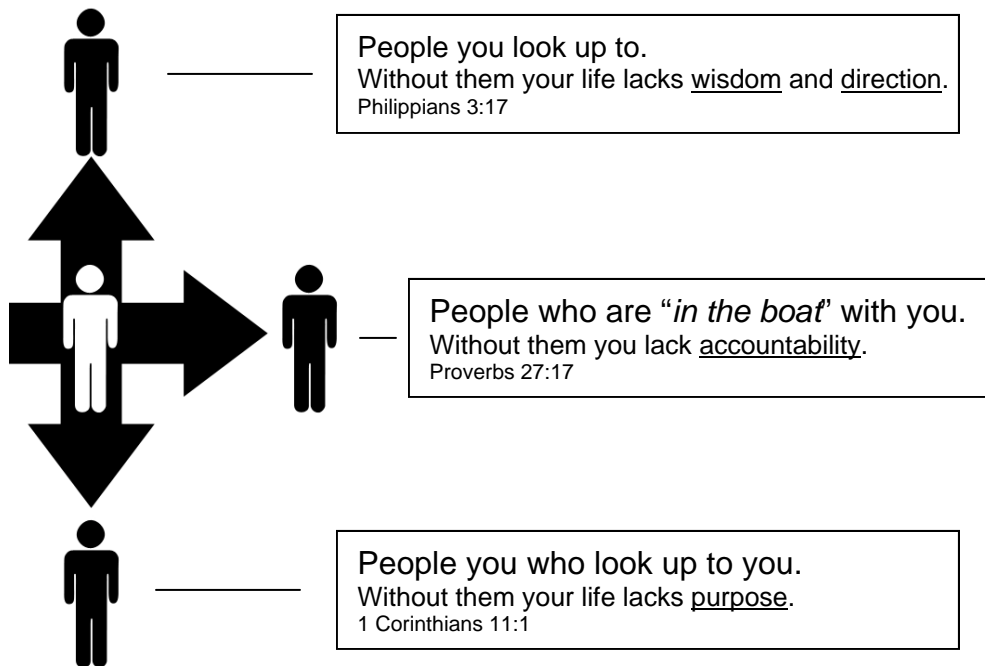 People you look up to.
Without them your life lacks wisdom and direction.
Philippians 3:17
People who are “in the boat” with you.
Without them you lack accountability.
Proverbs 27:17
People you who look up to you.
Without them your life lacks purpose.
1 Corinthians 11:1